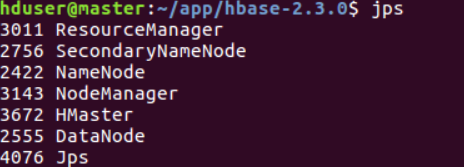 hduser@master:~/app/hbase-2.3.0$ jps
3011 ResourceManager
2756 SecondaryNameNode
2422 NameNode
3143 NodeManager
3672 HMaster
2555 DataNode
4076 Jps